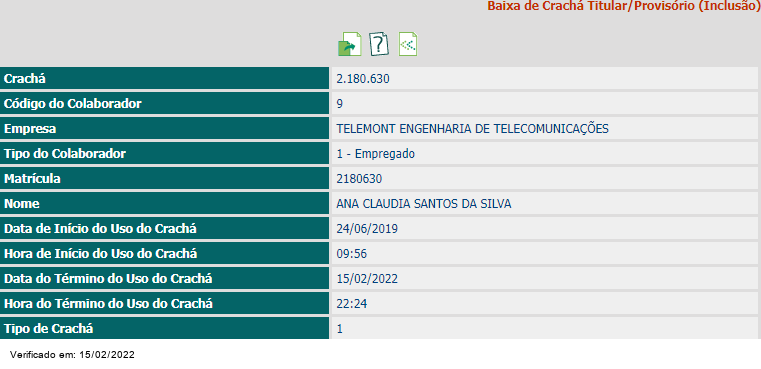 Baixa de Crachá Titular/Provisório (Inclusão)
?
Crachá 2.180.630
Código do Colaborador 9
Empresa TELEMONT ENGENHARIA DE TELECOMUNICAÇÕES
Tipo do Colaborador 1 - Empregado
Matrícula 2180630
Nome ANA CLAUDIA SANTOS DA SILVA
Data de Início do Uso do Crachá 24/06/2019
Hora de Início do Uso do Crachá 09:56
Data do Término do Uso do Crachá 15/02/2022
Hora do Término do Uso do Crachá 22:24
Tipo de Crachá 1
Verificado em: 15/02/2022